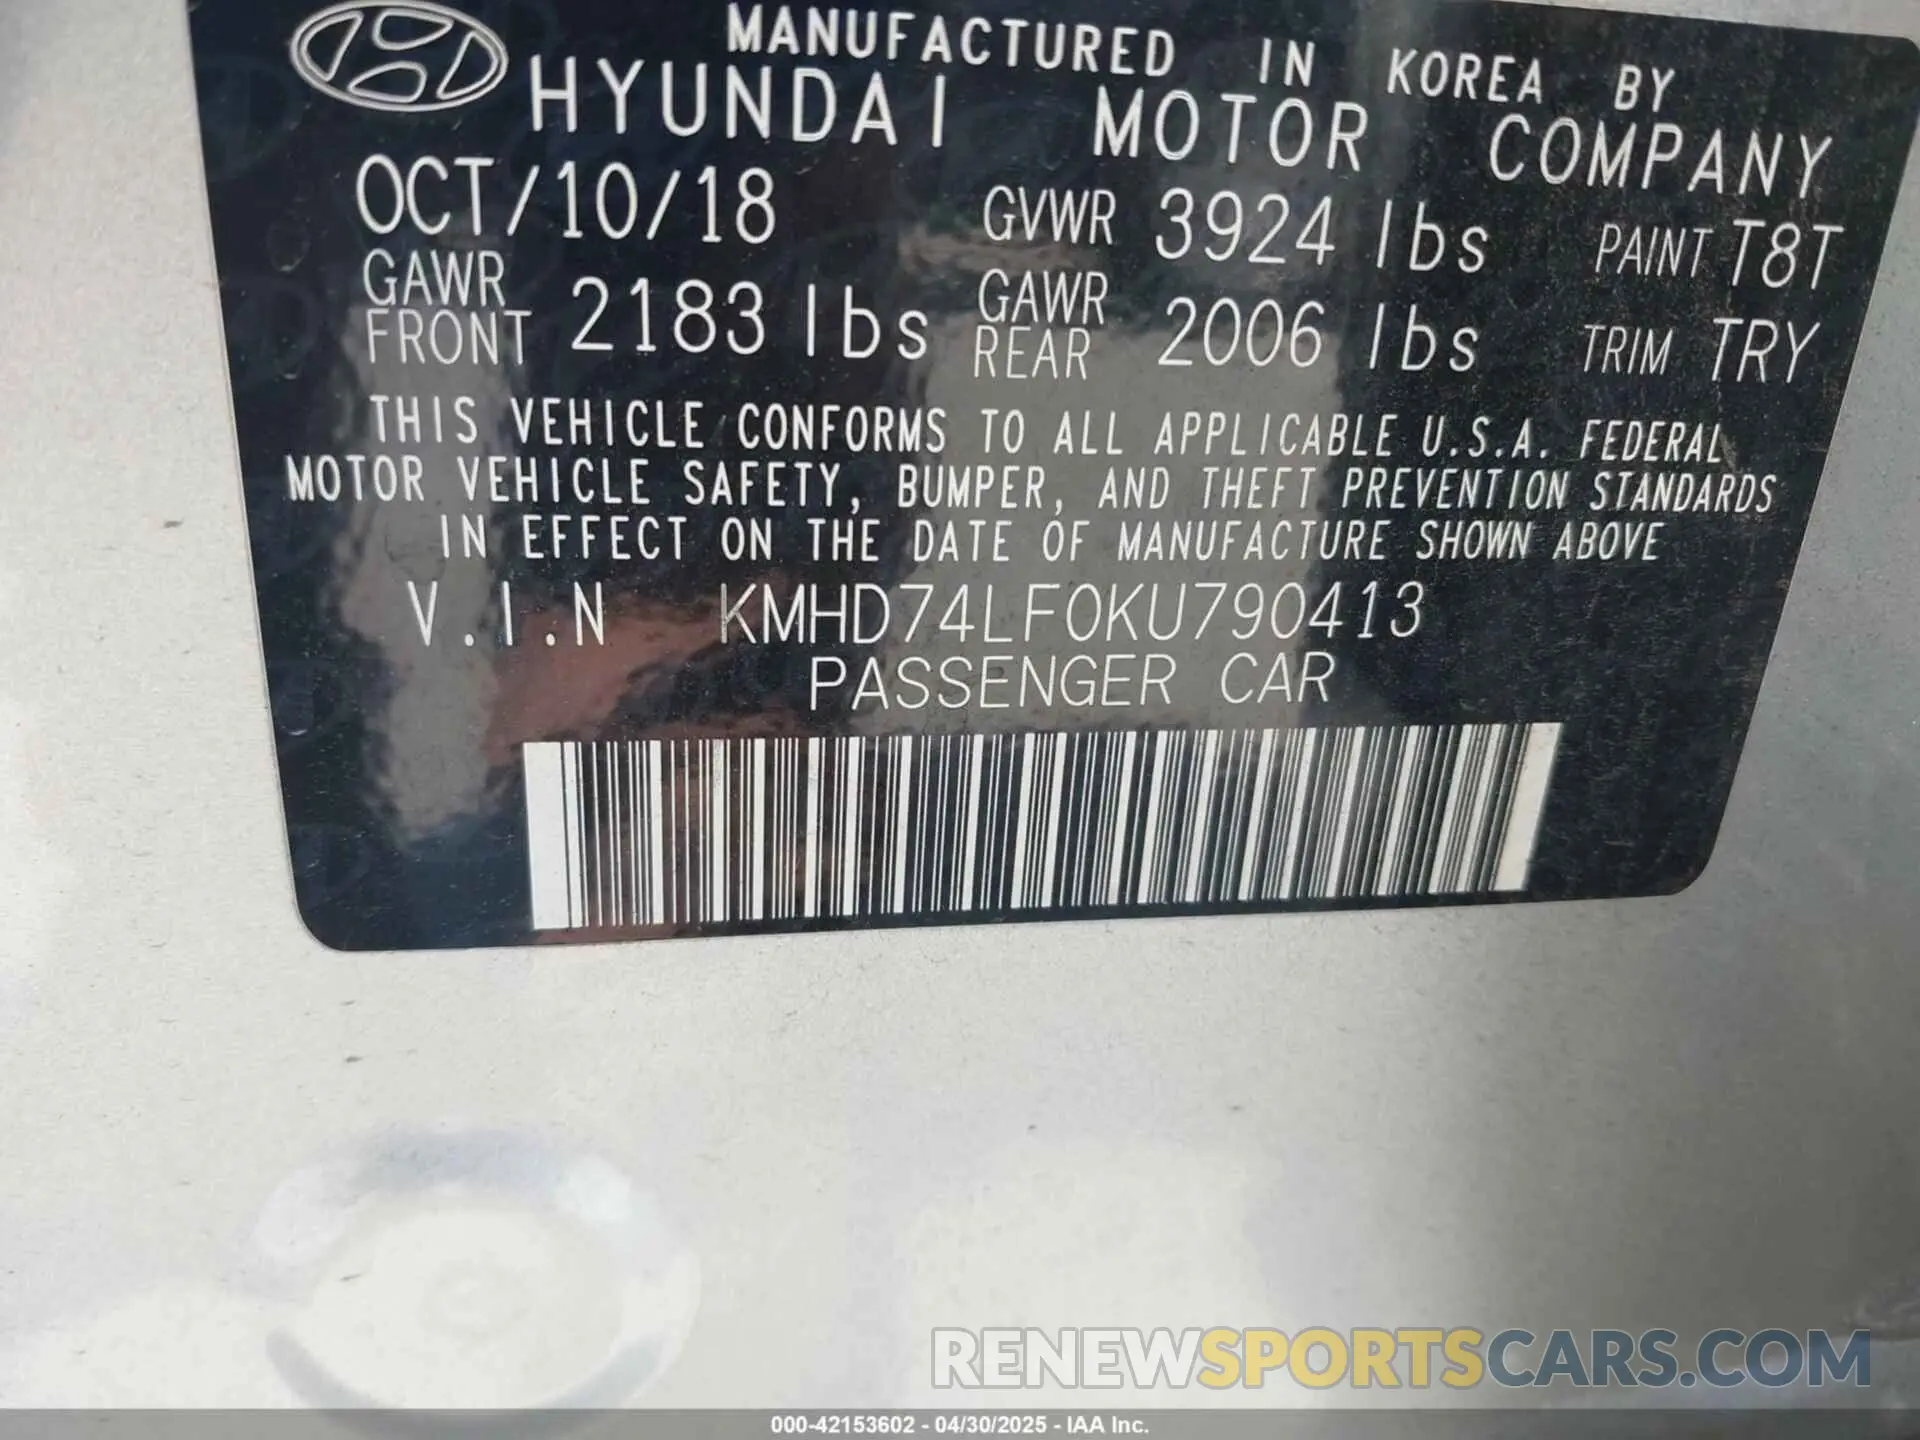 MANUFACTURED IN KOREA BY
HYUNDAI MOTOR COMPANY
OCT/10/18 GVWR 3924 lbs PAINT T8T
GAWR FRONT 2183 lbs GAWR REAR 2006 lbs TRIM TRY
THIS VEHICLE CONFORMS TO ALL APPLICABLE U.S.A. FEDERAL
MOTOR VEHICLE SAFETY, BUMPER, AND THEFT PREVENTION STANDARDS
IN EFFECT ON THE DATE OF MANUFACTURE SHOWN ABOVE
V.I.N KMHD74LF0KU790413
PASSENGER CAR
RENEWSPORTSCARS.COM
000-42153602 - 04/30/2025 - IAA Inc.